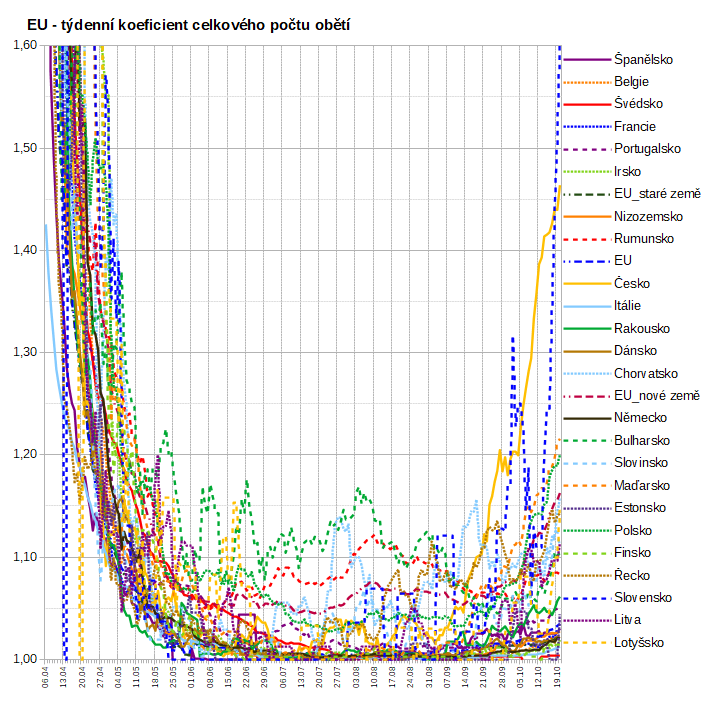 EU - týdenní koeficient celkového počtu obětí
1,60
1,50
1,40
1,30
1,20
1,10
1,00
06.04
13.04
20.04
27.04
04.05
11.05
18.05
25.05
01.06
08.06
15.06
22.06
29.06
06.07
13.07
20.07
27.07
03.08
10.08
17.08
24.08
31.08
07.09
14.09
21.09
28.09
05.10
12.10
19.10
Španělsko
Belgie
Švédsko
Francie
Portugalsko
Irsko
EU_staré země
Nizozemsko
Rumunsko
EU
Česko
Itálie
Rakousko
Dánsko
Chorvatsko
EU_nové země
Německo
Bulharsko
Slovinsko
Maďarsko
Estonsko
Polsko
Finsko
Řecko
Slovensko
Litva
Lotyšsko